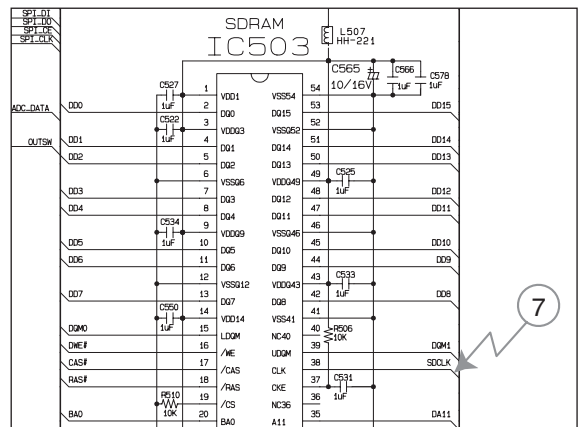 SPI_DI
SPI_DO
SPI_CE
SPI_CLK
ADC_DATA
OUTSW
SDRAM
IC503
L507
HH-221
C565
10/16V
+
C566
1uF
C578
1uF
C527
1uF
C522
1uF
C534
1uF
C550
1uF
R510
10K
C525
1uF
C533
1uF
R506
10K
C531
1uF
DD0 2 DQ0
DD1 4 DQ1
DD2 5 DQ2
DD3 7 DQ3
DD4 8 DQ4
DD5 10 DQ5
DD6 11 DQ6
DD7 13 DQ7
DQM0 15 LDQM
DWE# 16 /WE
CAS# 17 /CAS
RAS# 18 /RAS
BA0 20 BA0
1 VDD1
3 VDDQ3
6 VSSQ6
9 VDDQ9
12 VSSQ12
14 VDD14
19 /CS
VSS54 54
DQ15 53 DD15
VSSQ52 52
DQ14 51 DD14
DQ13 50 DD13
VDDQ49 49
DQ12 48 DD12
DQ11 47 DD11
VSSQ46 46
DQ10 45 DD10
DQ9 44 DD9
VDDQ43 43
DQ8 42 DD8
VSS41 41
NC40 40
UDQM 39 DQM1
CLK 38 SDCLK
CKE 37
NC36 36
A11 35 DA11
7